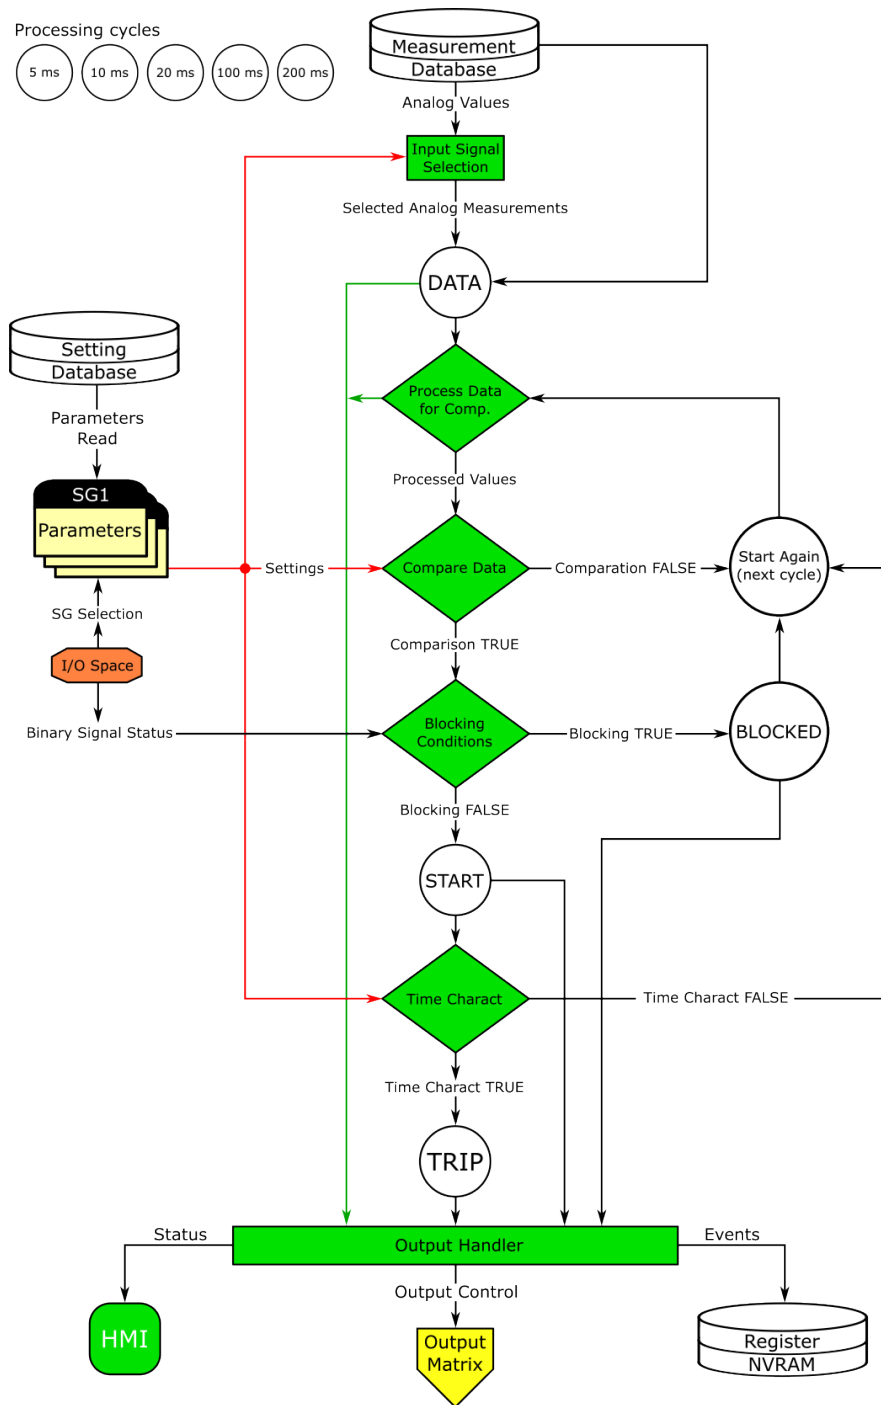 Processing cycles
5 ms
10 ms
20 ms
100 ms
200 ms
Measurement
Database
Analog Values
Input Signal
Selection
Selected Analog Measurements
DATA
Setting
Database
Parameters
Read
SG1
Parameters
SG Selection
I/O Space
Binary Signal Status
Process Data
for Comp.
Processed Values
Settings
Compare Data
Comparation FALSE
Start Again
(next cycle)
Comparison TRUE
Blocking
Conditions
Blocking TRUE
BLOCKED
Blocking FALSE
START
Time Charact
Time Charact FALSE
Time Charact TRUE
TRIP
Status
Output Handler
Events
Output Control
HMI
Output
Matrix
Register
NVRAM